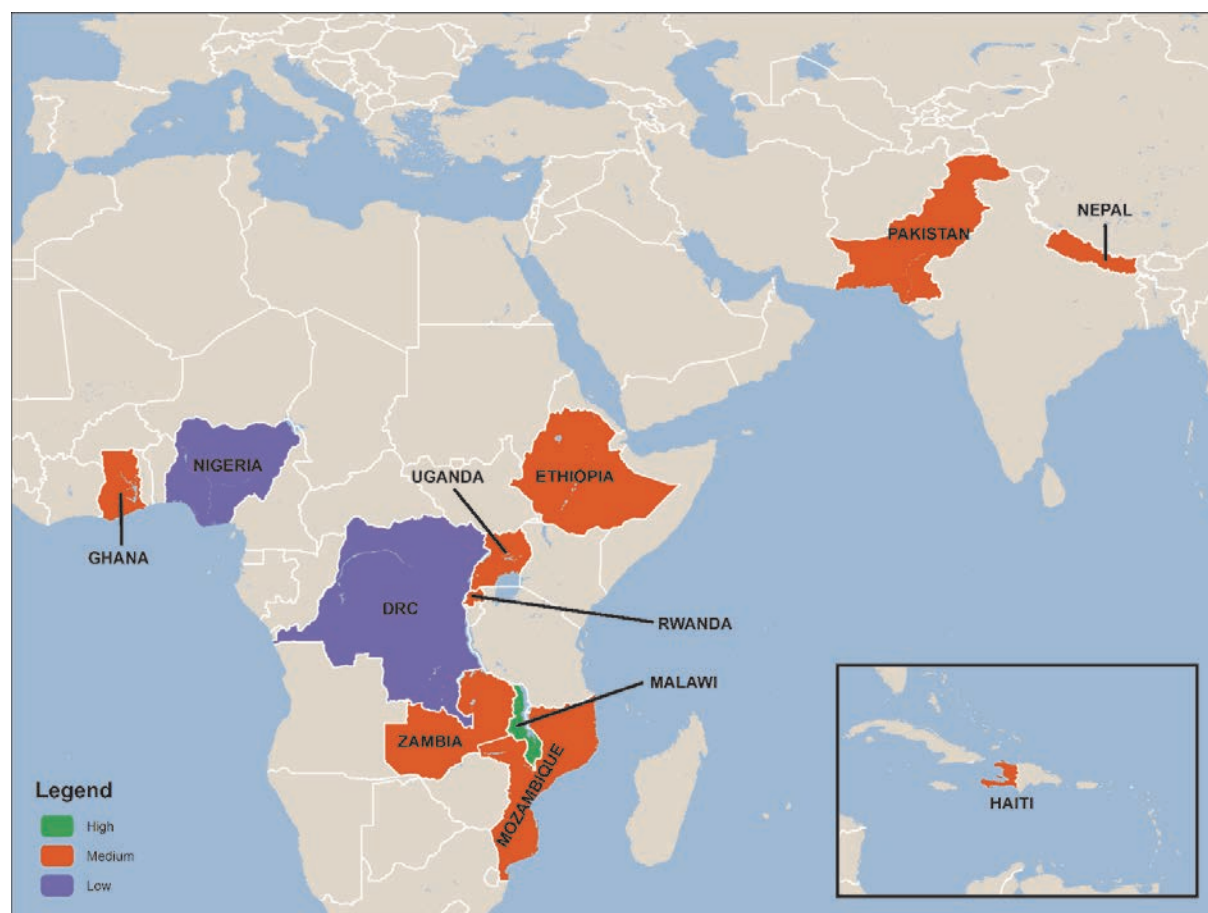 NEPAL
PAKISTAN
NIGERIA
UGANDA
ETHIOPIA
GHANA
DRC
RWANDA
MALAWI
ZAMBIA
MOZAMBIQUE
HAITI
Legend
High
Medium
Low